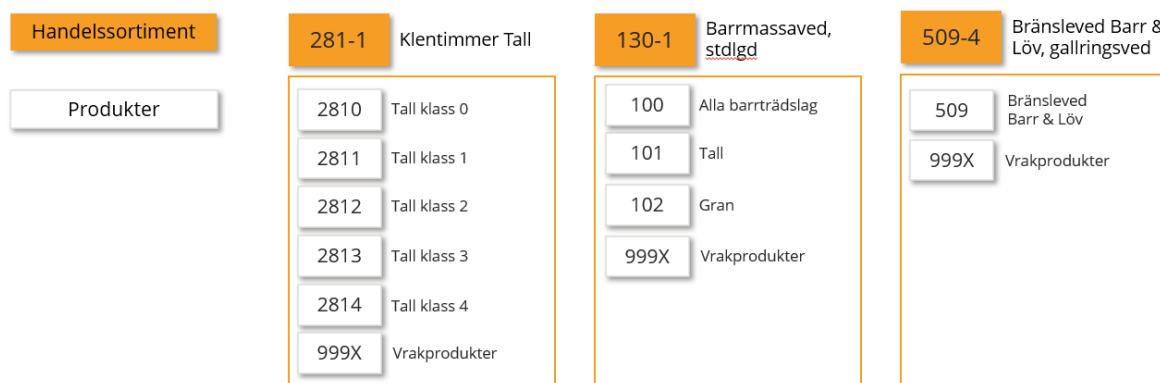 Handelssortiment
Produkter
281-1
Klentimmer Tall
2810
Tall klass 0
2811
Tall klass 1
2812
Tall klass 2
2813
Tall klass 3
2814
Tall klass 4
999X
Vrakprodukter
130-1
Barrmassaved,
stdlgd
100
Alla barrträdslag
101
Tall
102
Gran
999X
Vrakprodukter
509-4
Bränsleved Barr &
Löv, gallringsved
509
Bränsleved
Barr & Löv
999X
Vrakprodukter